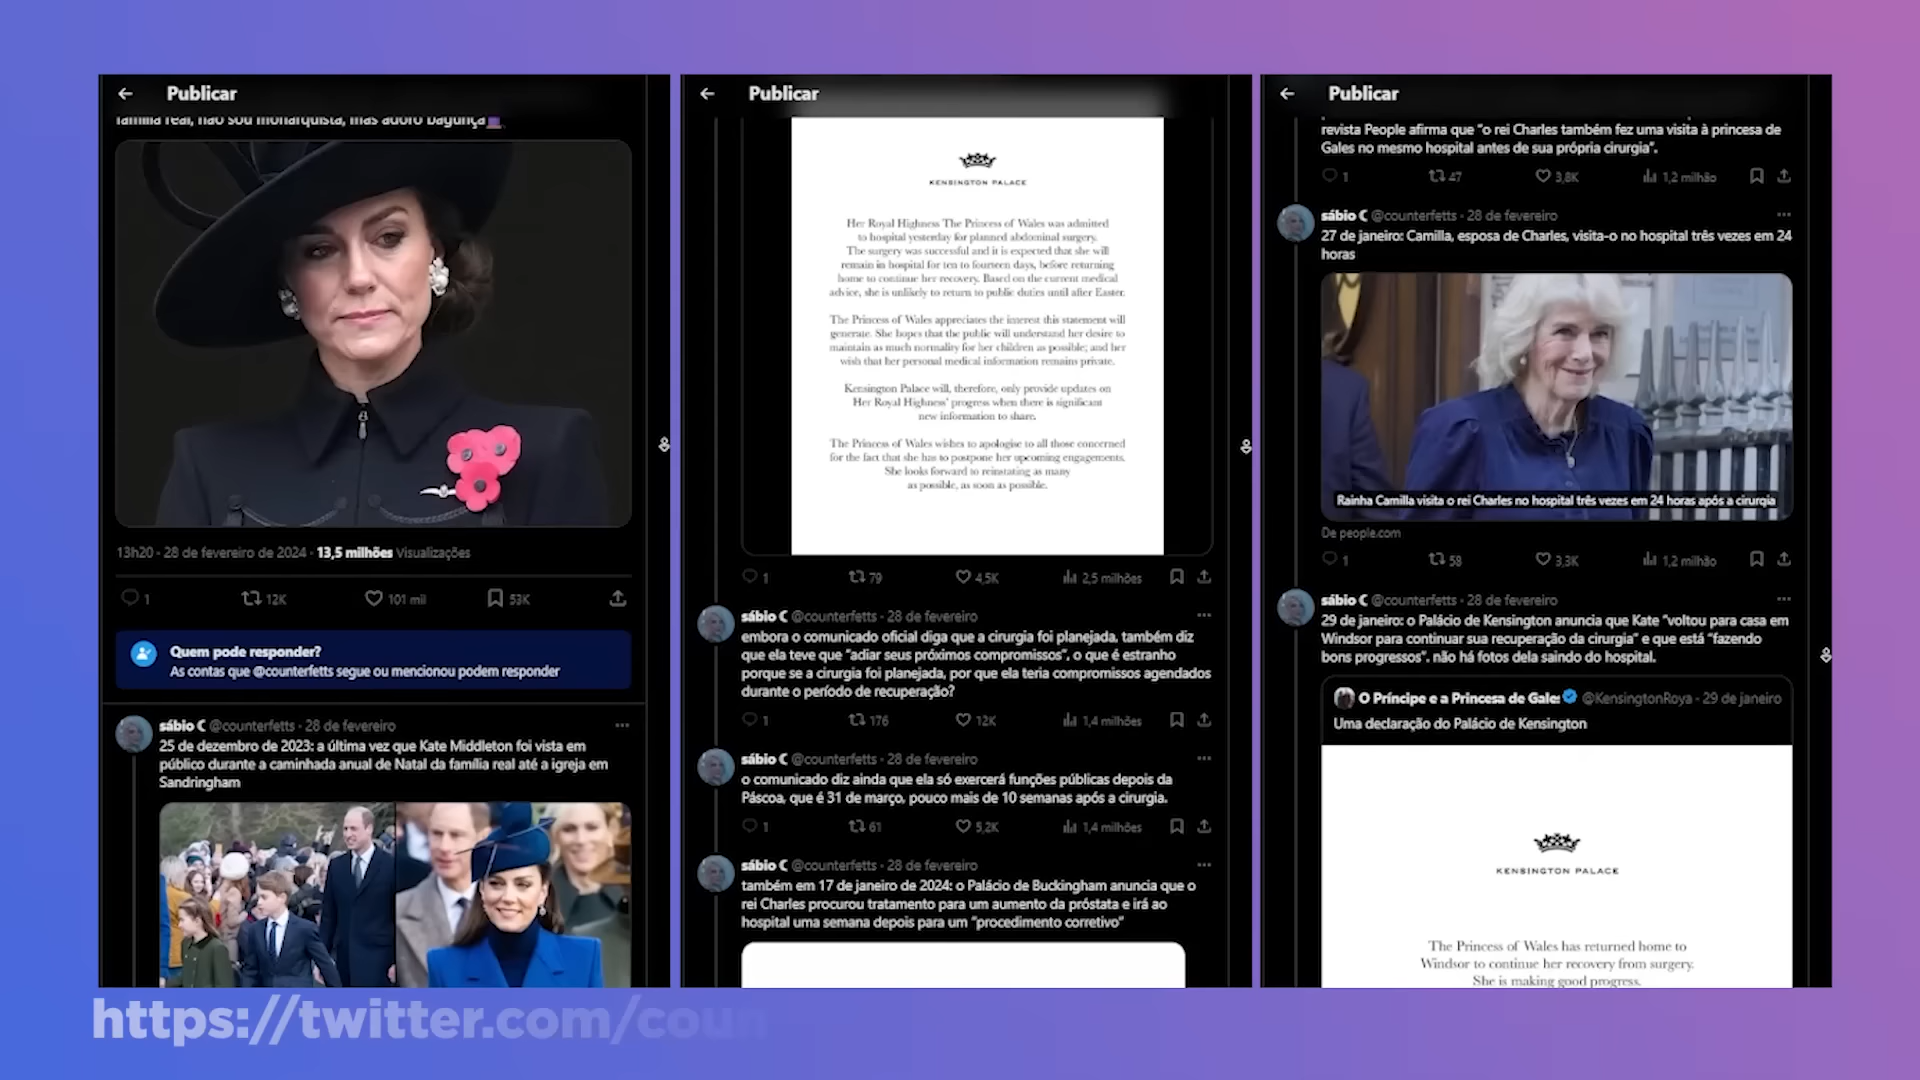 Publicar
família real, não sou monarquista, mas adoro bagunça
13h20 · 28 de fevereiro de 2024 · 13,5 milhões Visualizações
1 12K 101 mil 53K
Quem pode responder?
As contas que @counterfetts segue ou mencionou podem responder
sábio C @counterfetts · 28 de fevereiro
25 de dezembro de 2023: a última vez que Kate Middleton foi vista em
público durante a caminhada anual de Natal da família real até a igreja em
Sandringham
Publicar
KENSINGTON PALACE
Her Royal Highness The Princess of Wales was admitted
to hospital yesterday for planned abdominal surgery.
The surgery was successful and it is expected that she will
remain in hospital for ten to fourteen days, before returning
home to continue her recovery. Based on the current medical
advice, she is unlikely to return to public duties until after Easter.
The Princess of Wales appreciates the interest this statement will
generate. She hopes that the public will understand her desire to
maintain as much normality for her children as possible; and her
wish that her personal medical information remains private.
Kensington Palace will, therefore, only provide updates on
Her Royal Highness' progress when there is significant
new information to share.
The Princess of Wales wishes to apologise to all those concerned
for the fact that she has to postpone her upcoming engagements.
She looks forward to reinstating as many
as possible, as soon as possible.
1 79 4,5K 2,5 milhões
sábio C @counterfetts · 28 de fevereiro
embora o comunicado oficial diga que a cirurgia foi planejada, também diz
que ela teve que "adiar seus próximos compromissos", o que é estranho
porque se a cirurgia foi planejada, por que ela teria compromissos agendados
durante o período de recuperação?
1 176 12K 1,4 milhões
sábio C @counterfetts · 28 de fevereiro
o comunicado diz ainda que ela só exercerá funções públicas depois da
Páscoa, que é 31 de março, pouco mais de 10 semanas após a cirurgia.
1 61 5,2K 1,4 milhões
sábio C @counterfetts · 28 de fevereiro
também em 17 de janeiro de 2024: o Palácio de Buckingham anuncia que o
rei Charles procurou tratamento para um aumento da próstata e irá ao
hospital uma semana depois para um "procedimento corretivo"
Publicar
revista People afirma que "o rei Charles também fez uma visita à princesa de
Gales no mesmo hospital antes de sua própria cirurgia".
1 47 3,8K 1,2 milhão
sábio C @counterfetts · 28 de fevereiro
27 de janeiro: Camilla, esposa de Charles, visita-o no hospital três vezes em 24
horas
Rainha Camilla visita o rei Charles no hospital três vezes em 24 horas após a cirurgia
De people.com
1 58 3,3K 1,2 milhão
sábio C @counterfetts · 28 de fevereiro
29 de janeiro: o Palácio de Kensington anuncia que Kate "voltou para casa em
Windsor para continuar sua recuperação da cirurgia" e que está "fazendo
bons progressos". não há fotos dela saindo do hospital.
O Príncipe e a Princesa de Gale: @KensingtonRoya · 29 de janeiro
Uma declaração do Palácio de Kensington
KENSINGTON PALACE
The Princess of Wales has returned home to
Windsor to continue her recovery from surgery.
She is making good progress.
https://twitter.com/coun